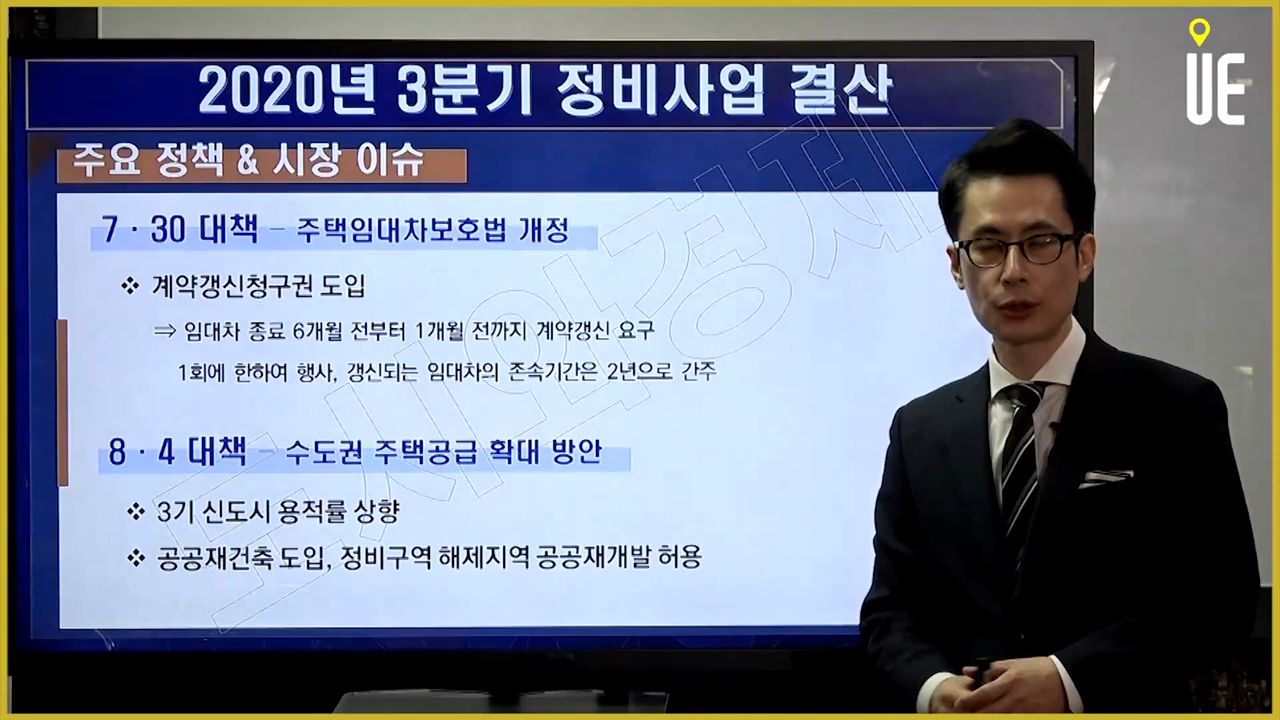 2020년 3분기 정비사업 결산
UE
주요 정책 & 시장 이슈
7 · 30 대책 - 주택임대차보호법 개정
❖ 계약갱신청구권 도입
⇒ 임대차 종료 6개월 전부터 1개월 전까지 계약갱신 요구
1회에 한하여 행사, 갱신되는 임대차의 존속기간은 2년으로 간주
8 · 4 대책 - 수도권 주택공급 확대 방안
❖ 3기 신도시 용적률 상향
❖ 공공재건축 도입, 정비구역 해제지역 공공재개발 허용
도시와경제